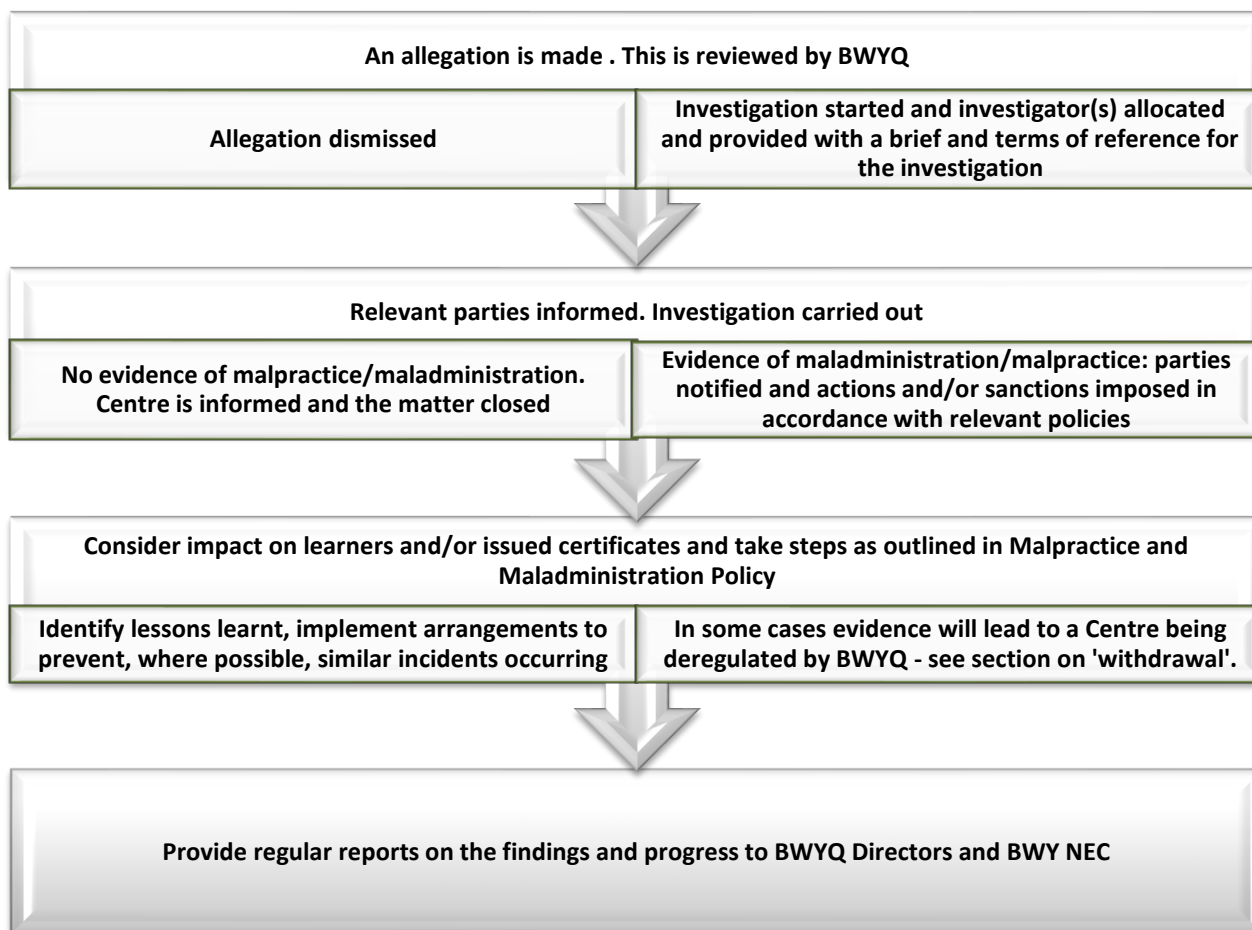 An allegation is made . This is reviewed by BWYQ
Allegation dismissed
Investigation started and investigator(s) allocated
and provided with a brief and terms of reference for
the investigation
Relevant parties informed. Investigation carried out
No evidence of malpractice/maladministration.
Centre is informed and the matter closed
Evidence of maladministration/malpractice: parties
notified and actions and/or sanctions imposed in
accordance with relevant policies
Consider impact on learners and/or issued certificates and take steps as outlined in Malpractice and
Maladministration Policy
Identify lessons learnt, implement arrangements to
prevent, where possible, similar incidents occurring
In some cases evidence will lead to a Centre being
deregulated by BWYQ - see section on 'withdrawal'.
Provide regular reports on the findings and progress to BWYQ Directors and BWY NEC